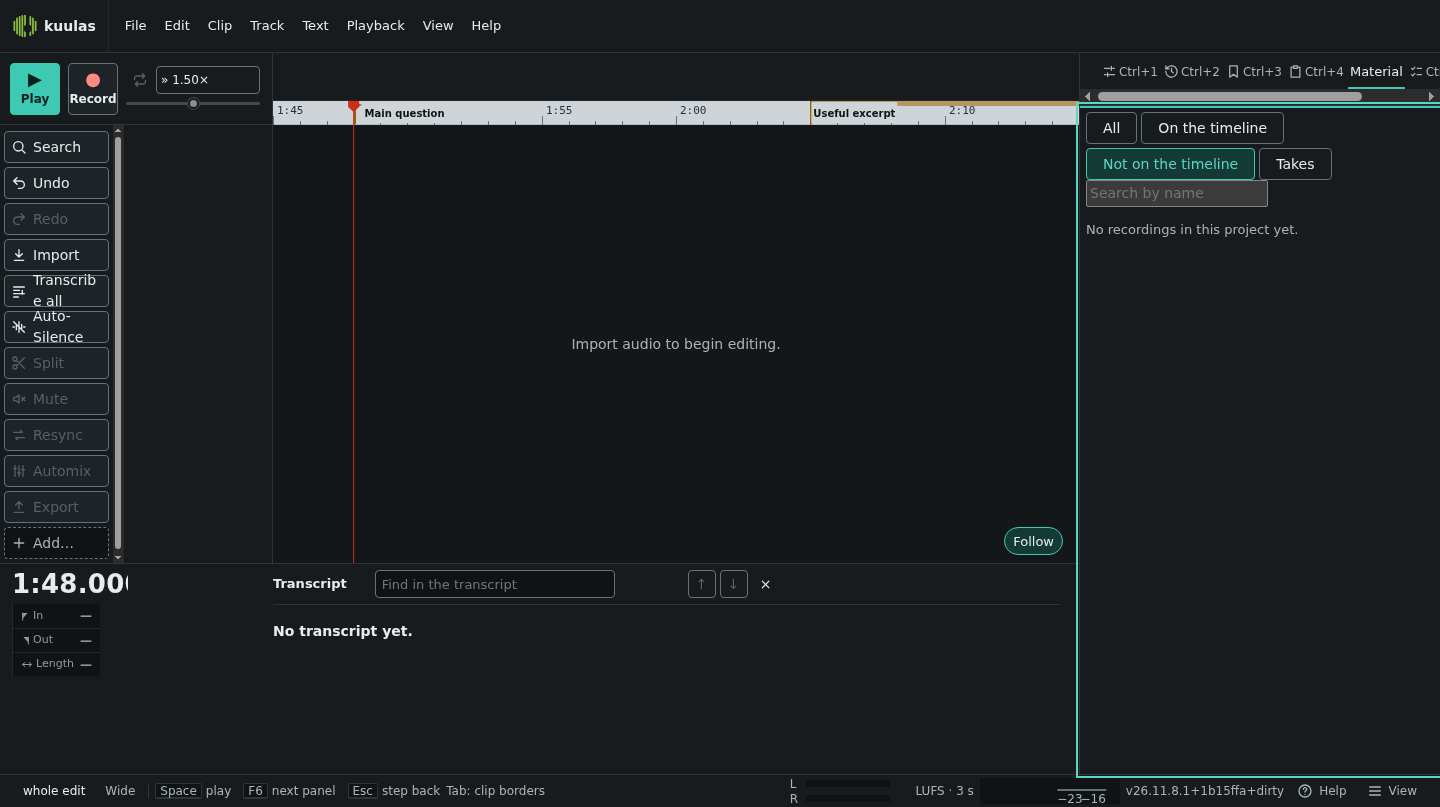 kuulas
File Edit Clip Track Text Playback View Help
Play
Record
» 1.50×
Ctrl+1 Ctrl+2 Ctrl+3 Ctrl+4 Material
1:45 Main question 1:55 2:00 Useful excerpt 2:10
All On the timeline
Not on the timeline Takes
Search by name
No recordings in this project yet.
Search
Undo
Redo
Import
Transcrib
e all
Auto-
Silence
Split
Mute
Resync
Automix
Export
Add...
Import audio to begin editing.
Follow
1:48.00
In —
Out —
Length —
Transcript Find in the transcript ↑ ↓ ×
No transcript yet.
whole edit Wide Space play F6 next panel Esc step back Tab: clip borders
L
R
LUFS · 3 s
−23 −16
v26.11.8.1+1b15ffa+dirty Help View